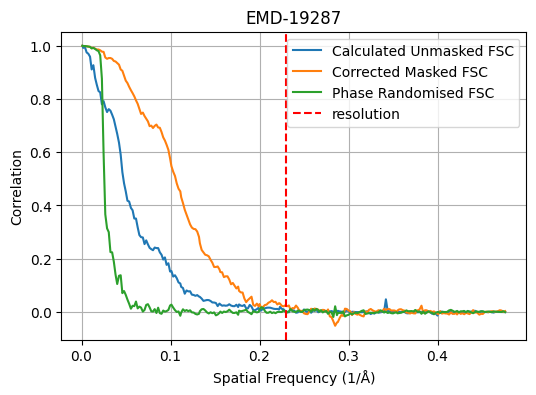 EMD-19287
Calculated Unmasked FSC
Corrected Masked FSC
Phase Randomised FSC
resolution
Correlation
1.0
0.8
0.6
0.4
0.2
0.0
0.0 0.1 0.2 0.3 0.4
Spatial Frequency (1/Å)